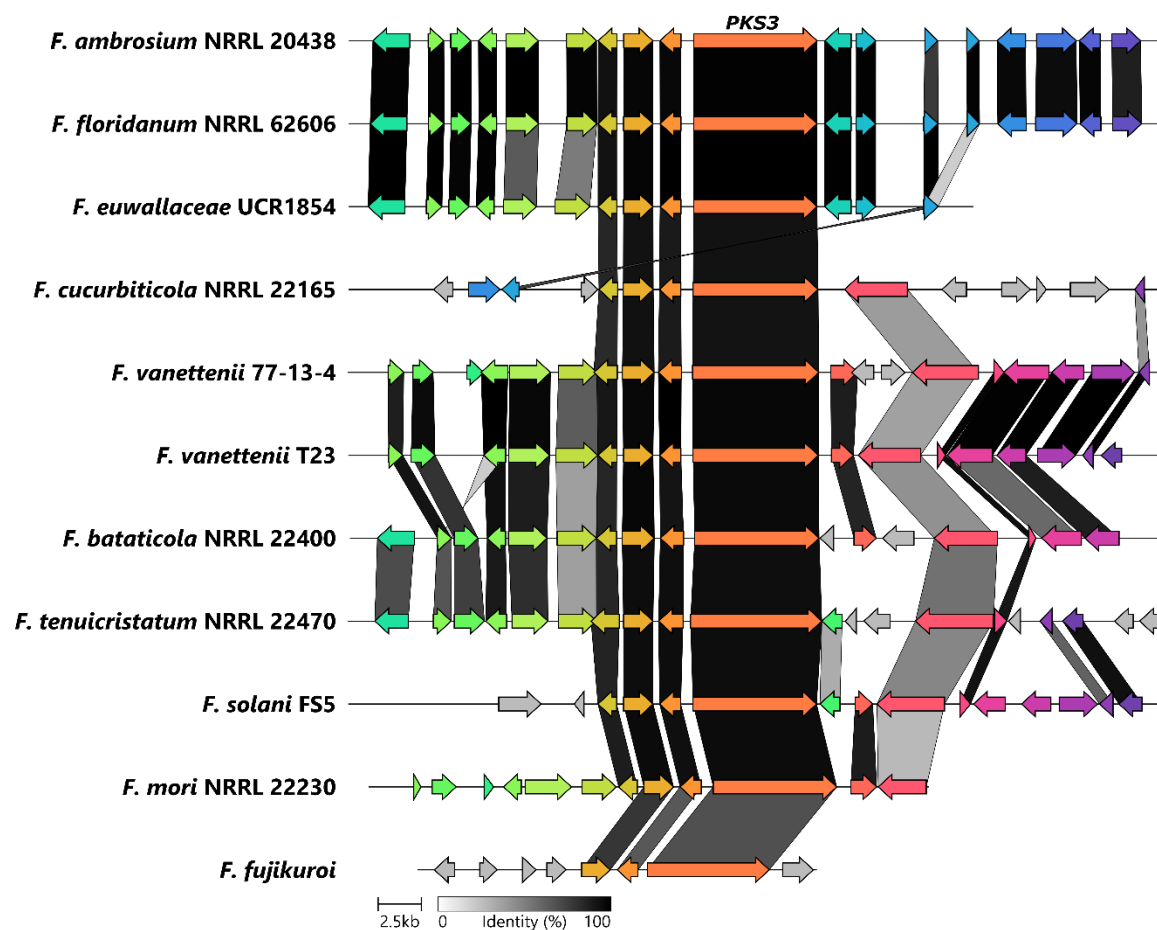 PKS3
F. ambrosium NRRL 20438
F. floridanum NRRL 62606
F. euwallaceae UCR1854
F. cucurbiticola NRRL 22165
F. vanettenii 77-13-4
F. vanettenii T23
F. bataticola NRRL 22400
F. tenuicristatum NRRL 22470
F. solani FS5
F. mori NRRL 22230
F. fujikuroi
2.5kb
0 Identity (%) 100